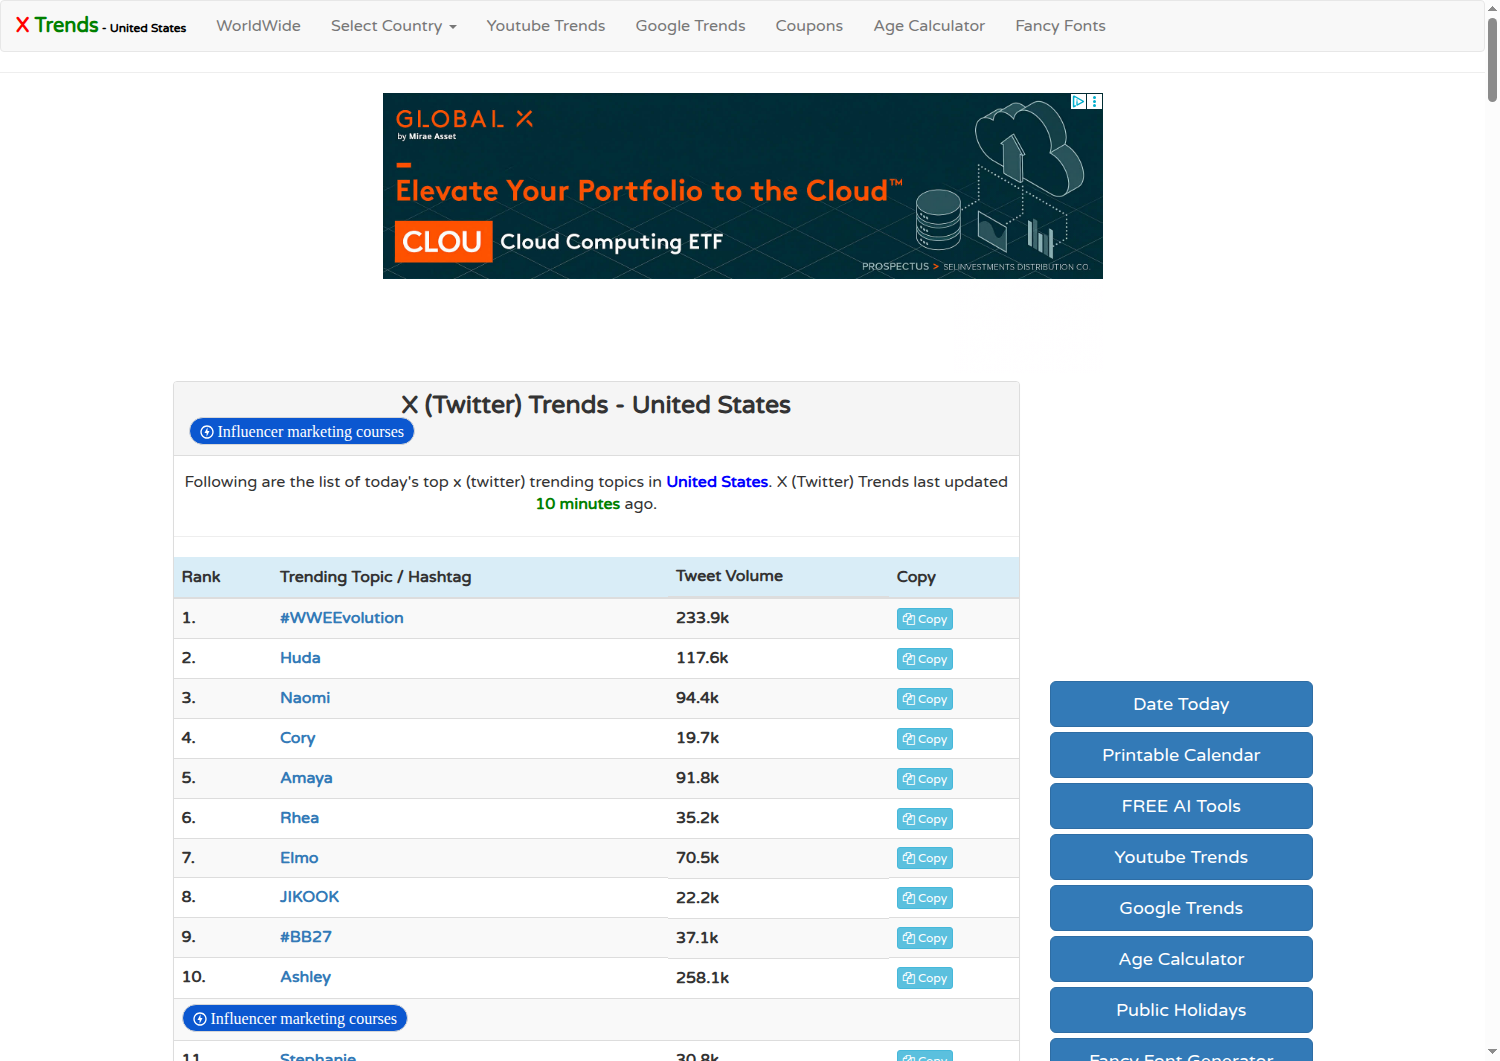 X Trends - United States WorldWide Select Country Youtube Trends Google Trends Coupons Age Calculator Fancy Fonts
GLOBAL X
by Mirae Asset
Elevate Your Portfolio to the Cloud™
CLOU Cloud Computing ETF
PROSPECTUS > SEI INVESTMENTS DISTRIBUTION CO.
X (Twitter) Trends - United States
Influencer marketing courses
Following are the list of today's top x (twitter) trending topics in United States. X (Twitter) Trends last updated
10 minutes ago.
Rank Trending Topic / Hashtag Tweet Volume Copy
1. #WWEEvolution 233.9k Copy
2. Huda 117.6k Copy
3. Naomi 94.4k Copy
4. Cory 19.7k Copy
5. Amaya 91.8k Copy
6. Rhea 35.2k Copy
7. Elmo 70.5k Copy
8. JIKOOK 22.2k Copy
9. #BB27 37.1k Copy
10. Ashley 258.1k Copy
Influencer marketing courses
11. Stephanie 30.8k Copy
Date Today
Printable Calendar
FREE AI Tools
Youtube Trends
Google Trends
Age Calculator
Public Holidays
Fancy Font Generator